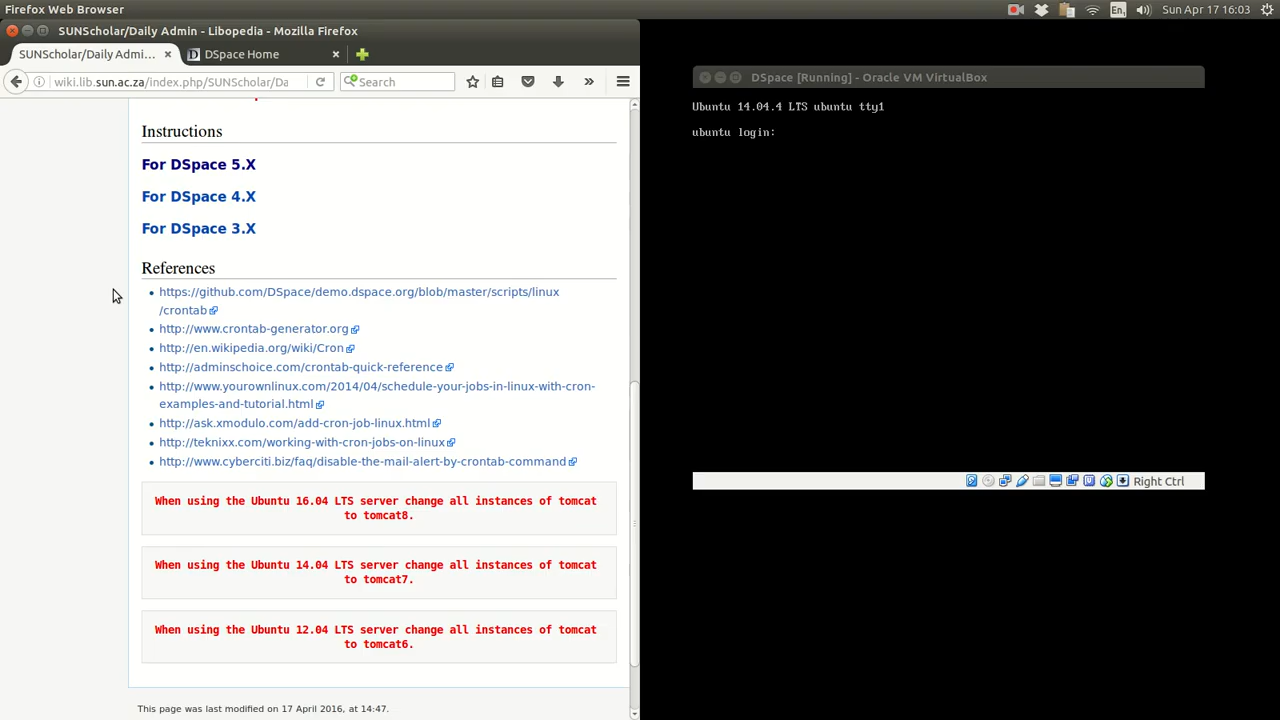 Firefox Web Browser
En1
Sun Apr 17 16:03
SUNScholar/Daily Admin - Libopedia - Mozilla Firefox
SUNScholar/Daily Admi...
DSpace Home
wiki.lib.sun.ac.za/index.php/SUNScholar/Da
Search
Instructions
For DSpace 5.X
For DSpace 4.X
For DSpace 3.X
References
https://github.com/DSpace/demo.dspace.org/blob/master/scripts/linux
/crontab
http://www.crontab-generator.org
http://en.wikipedia.org/wiki/Cron
http://adminschoice.com/crontab-quick-reference
http://www.yourownlinux.com/2014/04/schedule-your-jobs-in-linux-with-cron-
examples-and-tutorial.html
http://ask.xmodulo.com/add-cron-job-linux.html
http://teknixx.com/working-with-cron-jobs-on-linux
http://www.cyberciti.biz/faq/disable-the-mail-alert-by-crontab-command
When using the Ubuntu 16.04 LTS server change all instances of tomcat
to tomcat8.
When using the Ubuntu 14.04 LTS server change all instances of tomcat
to tomcat7.
When using the Ubuntu 12.04 LTS server change all instances of tomcat
to tomcat6.
This page was last modified on 17 April 2016, at 14:47.
DSpace [Running] - Oracle VM VirtualBox
Ubuntu 14.04.4 LTS ubuntu tty1
ubuntu login:
Right Ctrl